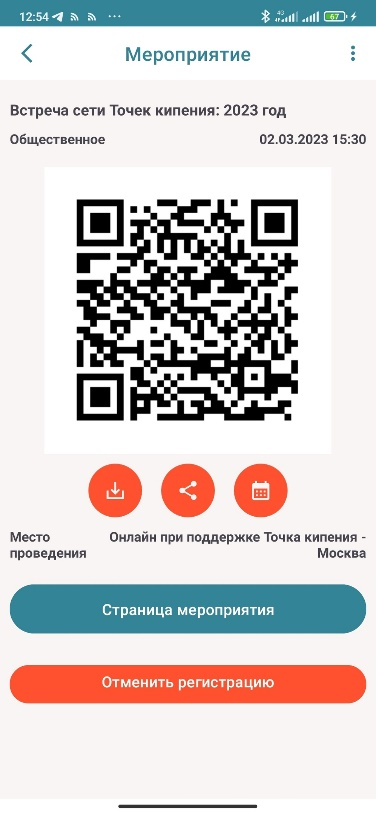 12:54 ... 4G 67
Мероприятие
Встреча сети Точек кипения: 2023 год
Общественное 02.03.2023 15:30
Место Онлайн при поддержке Точка кипения -
проведения Москва
Страница мероприятия
Отменить регистрацию